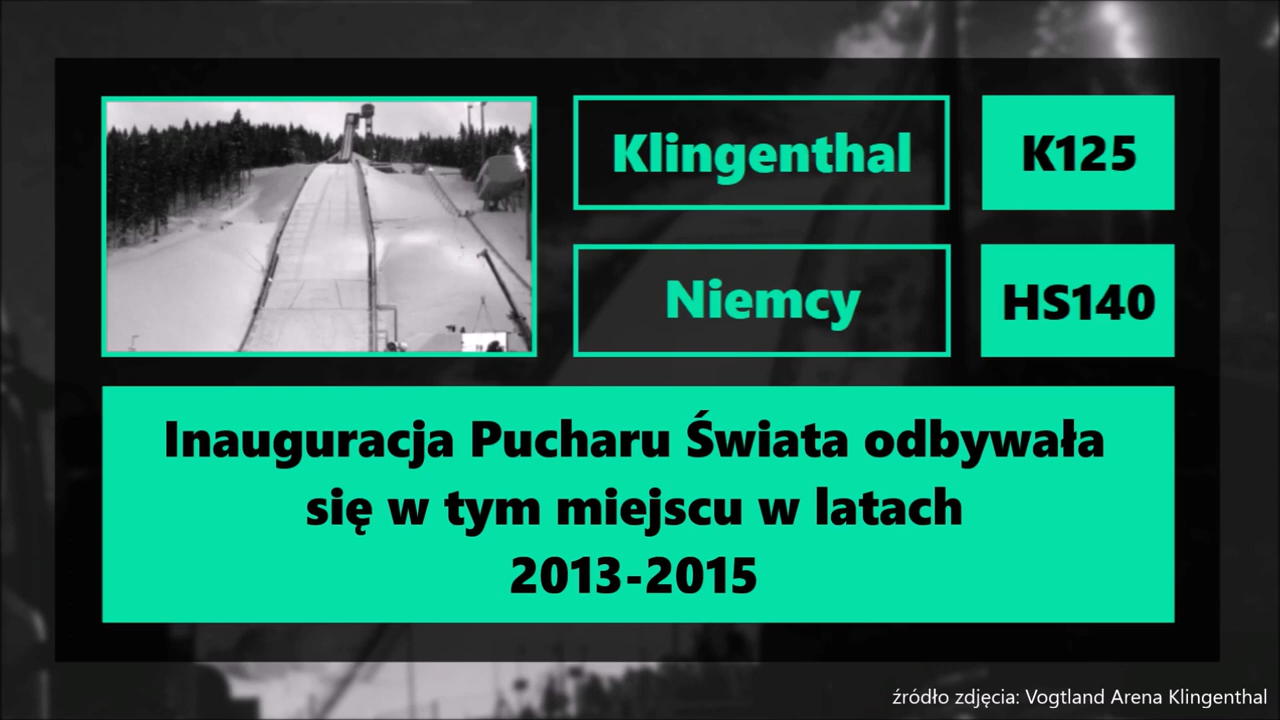 Klingenthal
K125
Niemcy
HS140
Inauguracja Pucharu Świata odbywała
się w tym miejscu w latach
2013-2015
źródło zdjęcia: Vogtland Arena Klingenthal